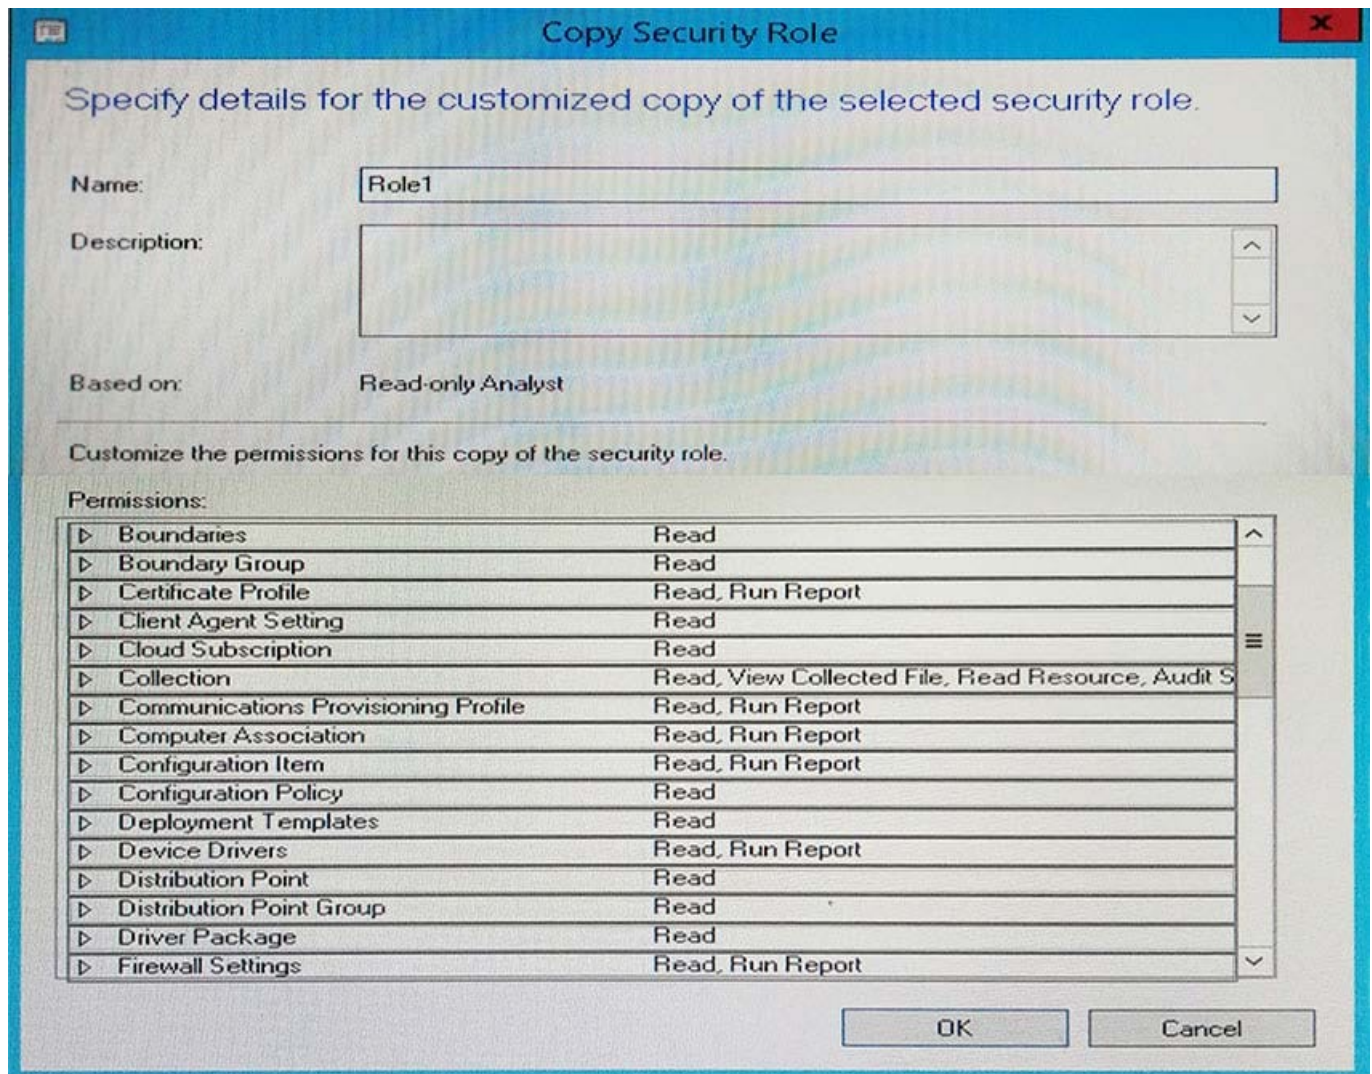 Copy Security Role
x
Specify details for the customized copy of the selected security role.
Name: Role1
Description:
Based on: Read-only Analyst
Customize the permissions for this copy of the security role.
Permissions:
Boundaries Read
Boundary Group Read
Certificate Profile Read, Run Report
Client Agent Setting Read
Cloud Subscription Read
Collection Read, View Collected File, Read Resource, Audit S
Communications Provisioning Profile Read, Run Report
Computer Association Read, Run Report
Configuration Item Read, Run Report
Configuration Policy Read
Deployment Templates Read
Device Drivers Read, Run Report
Distribution Point Read
Distribution Point Group Read
Driver Package Read
Firewall Settings Read, Run Report
OK Cancel